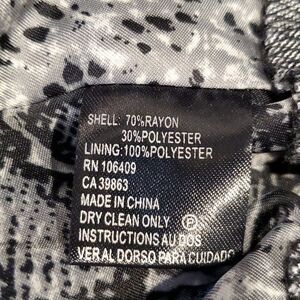 SHELL: 70%RAYON
30%POLYESTER
LINING:100%POLYESTER
RN 106409
CA 39863
MADE IN CHINA
DRY CLEAN ONLY Ⓟ
INSTRUCTIONS AU DOS
VER AL DORSO PARA CUIDADO